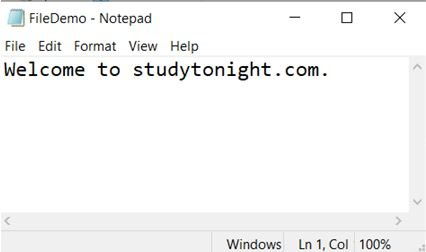 FileDemo - Notepad
File Edit Format View Help
Welcome to studytonight.com.
Windows Ln 1, Col 100%